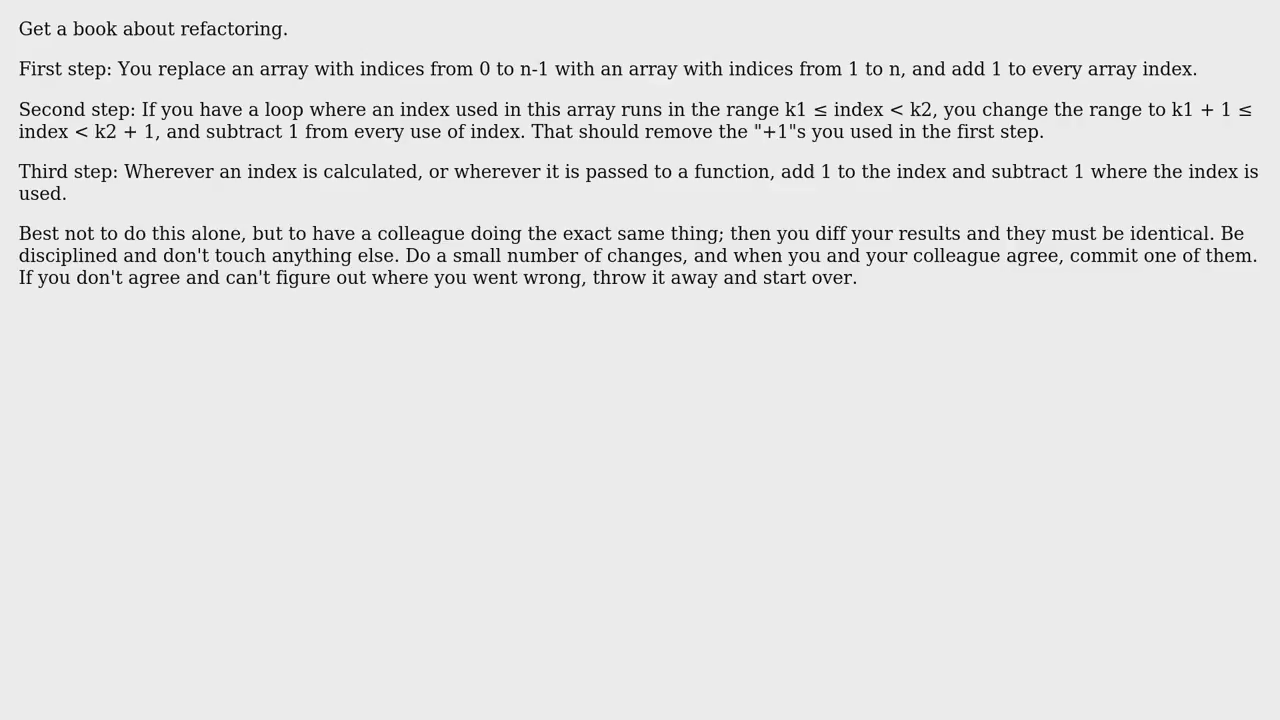 Get a book about refactoring.
First step: You replace an array with indices from 0 to n-1 with an array with indices from 1 to n, and add 1 to every array index.
Second step: If you have a loop where an index used in this array runs in the range k1 ≤ index < k2, you change the range to k1 + 1 ≤
index < k2 + 1, and subtract 1 from every use of index. That should remove the "+1"s you used in the first step.
Third step: Wherever an index is calculated, or wherever it is passed to a function, add 1 to the index and subtract 1 where the index is
used.
Best not to do this alone, but to have a colleague doing the exact same thing; then you diff your results and they must be identical. Be
disciplined and don't touch anything else. Do a small number of changes, and when you and your colleague agree, commit one of them.
If you don't agree and can't figure out where you went wrong, throw it away and start over.